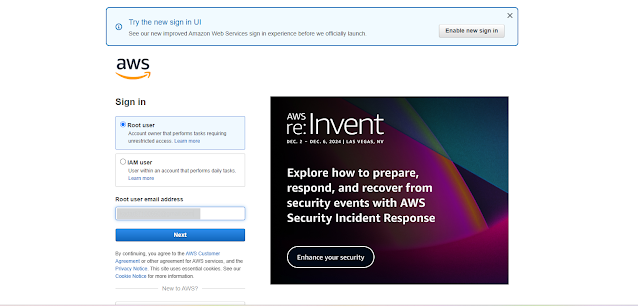 Try the new sign in UI
See our new improved Amazon Web Services sign in experience before we officially launch.
Enable new sign in
aws
Sign in
Root user
Account owner that performs tasks requiring
unrestricted access. Learn more
IAM user
User within an account that performs daily tasks.
Learn more
Root user email address
Next
By continuing, you agree to the AWS Customer
Agreement or other agreement for AWS services, and the
Privacy Notice. This site uses essential cookies. See our
Cookie Notice for more information.
New to AWS?
AWS
re:Invent
DEC. 2 - DEC. 6, 2024 | LAS VEGAS, NV
Explore how to prepare,
respond, and recover from
security events with AWS
Security Incident Response
Enhance your security